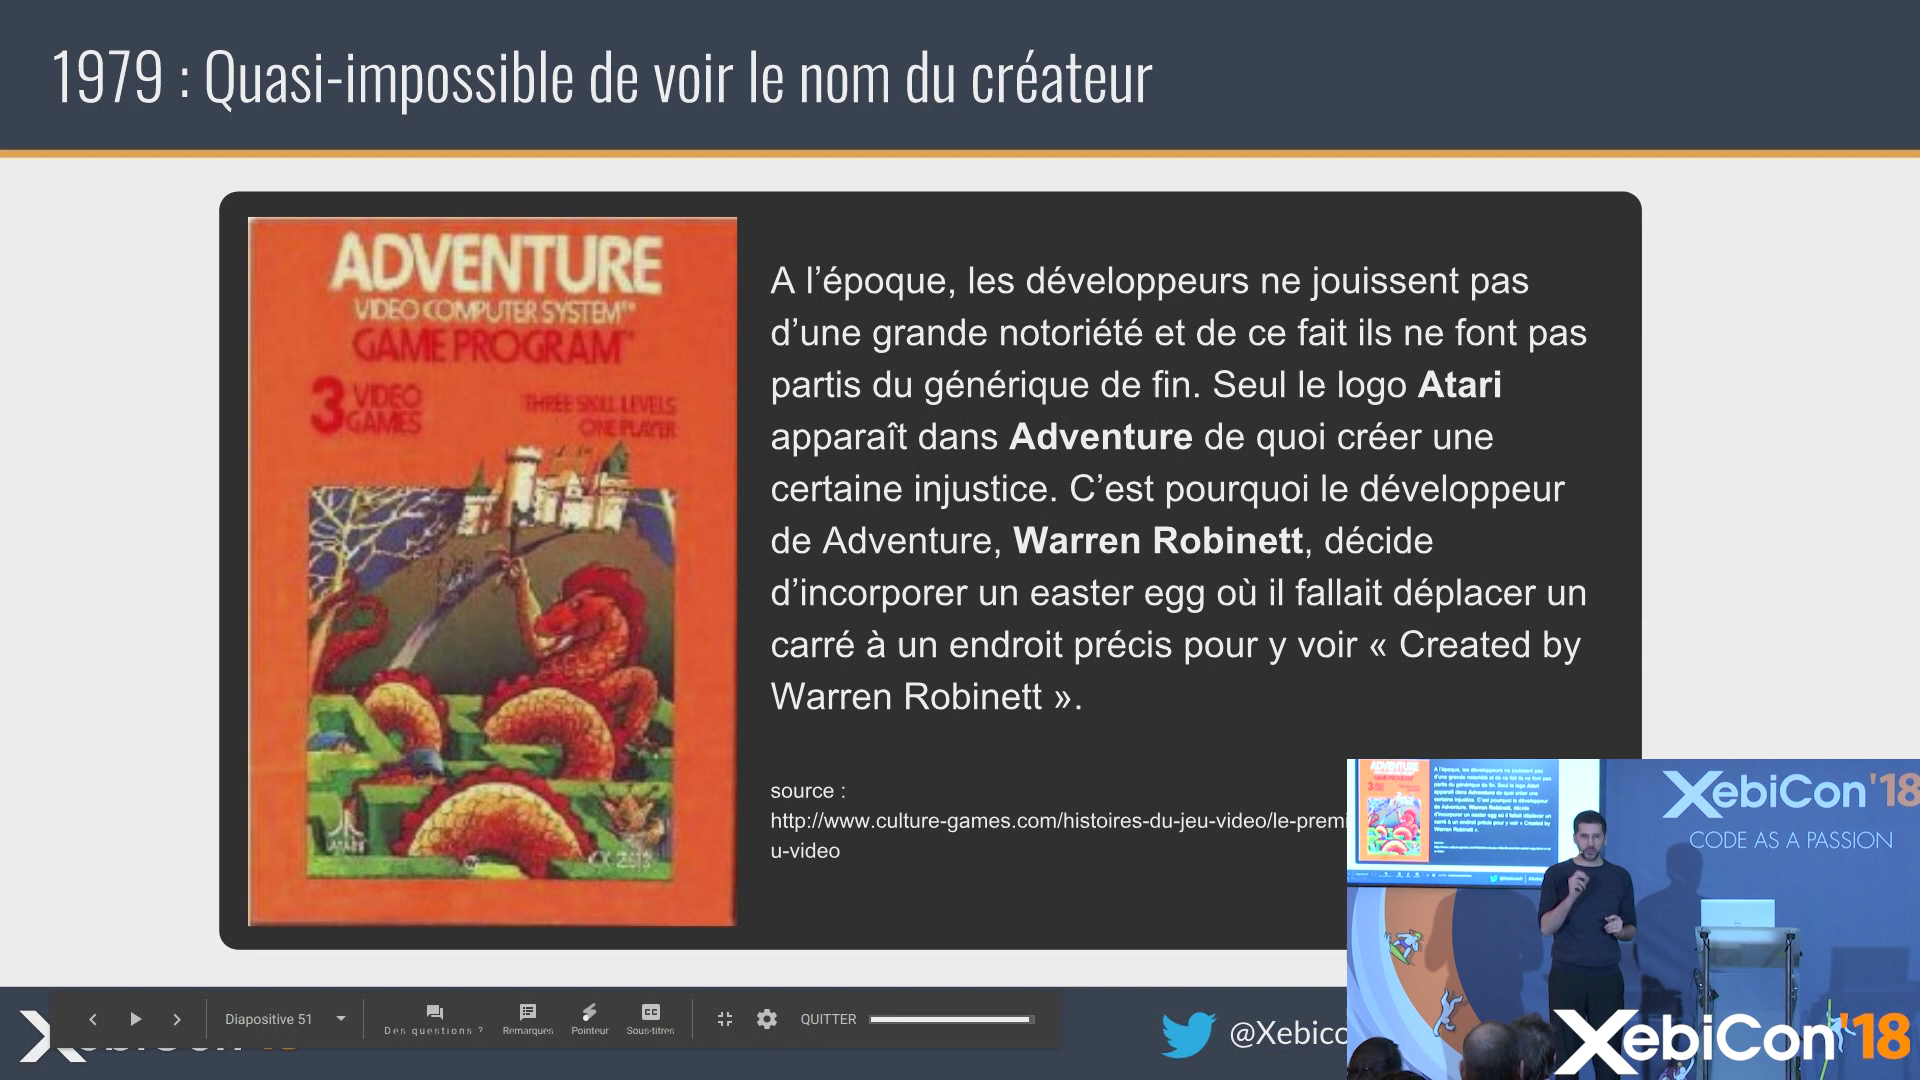 1979 : Quasi-impossible de voir le nom du créateur
ADVENTURE
VIDEO COMPUTER SYSTEM™
GAME PROGRAM™
3 VIDEO
GAMES
THREE SKILL LEVELS
ONE PLAYER
ATARI
A l’époque, les développeurs ne jouissent pas
d’une grande notoriété et de ce fait ils ne font pas
partis du générique de fin. Seul le logo Atari
apparaît dans Adventure de quoi créer une
certaine injustice. C’est pourquoi le développeur
de Adventure, Warren Robinett, décide
d’incorporer un easter egg où il fallait déplacer un
carré à un endroit précis pour y voir « Created by
Warren Robinett ».
source :
http://www.culture-games.com/histoires-du-jeu-video/le-premi
u-video
XebiCon'18
CODE AS A PASSION
Diapositive 51
Des questions ?
Remarques
Pointeur
Sous-titres
QUITTER
@Xebico
XebiCon'18